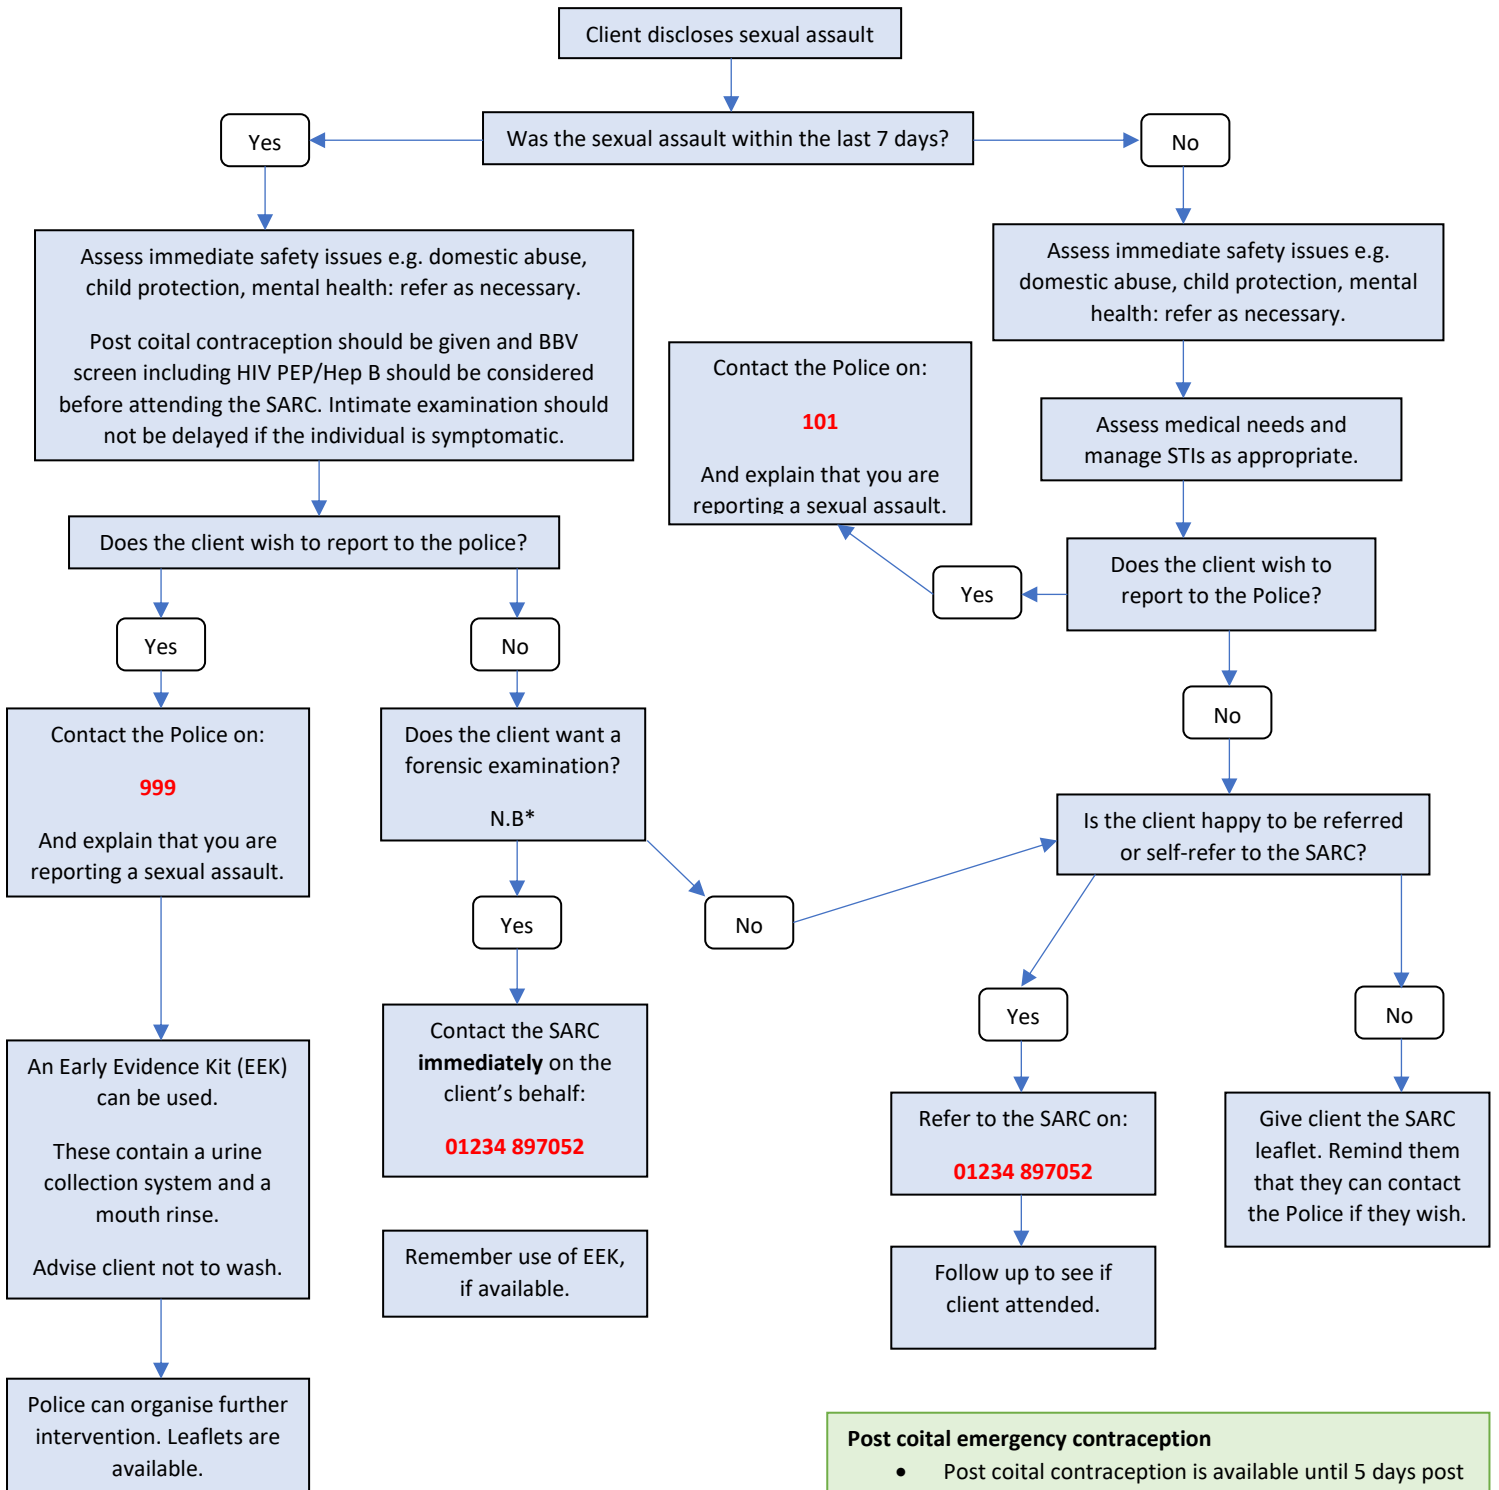 Client discloses sexual assault
Was the sexual assault within the last 7 days?
Yes
No
Assess immediate safety issues e.g. domestic abuse,
child protection, mental health: refer as necessary.
Post coital contraception should be given and BBV
screen including HIV PEP/Hep B should be considered
before attending the SARC. Intimate examination should
not be delayed if the individual is symptomatic.
Does the client wish to report to the police?
Yes
No
Contact the Police on:
999
And explain that you are
reporting a sexual assault.
An Early Evidence Kit (EEK)
can be used.
These contain a urine
collection system and a
mouth rinse.
Advise client not to wash.
Police can organise further
intervention. Leaflets are
available.
Does the client want a
forensic examination?
N.B*
Yes
No
Contact the SARC
immediately on the
client's behalf:
01234 897052
Remember use of EEK,
if available.
Assess immediate safety issues e.g.
domestic abuse, child protection, mental
health: refer as necessary.
Assess medical needs and
manage STIs as appropriate.
Does the client wish to
report to the Police?
Yes
Contact the Police on:
101
And explain that you are
reporting a sexual assault.
No
Is the client happy to be referred
or self-refer to the SARC?
Yes
No
Refer to the SARC on:
01234 897052
Follow up to see if
client attended.
Give client the SARC
leaflet. Remind them
that they can contact
the Police if they wish.
Post coital emergency contraception
• Post coital contraception is available until 5 days post